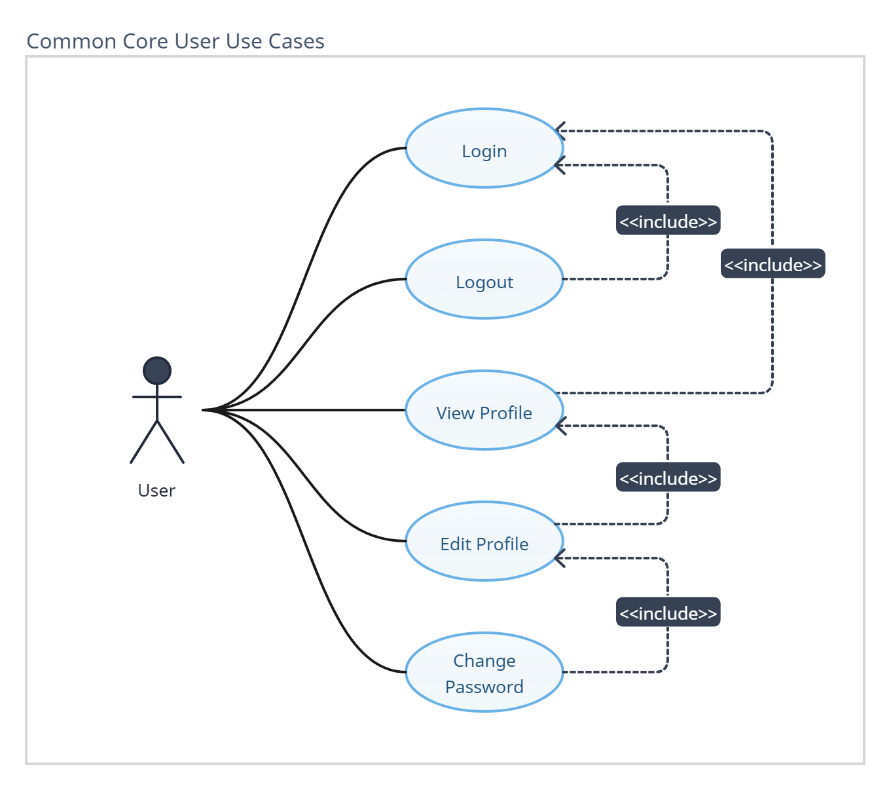 Common Core User Use Cases
Login
<<include>>
Logout
<<include>>
View Profile
<<include>>
User
Edit Profile
<<include>>
Change
Password